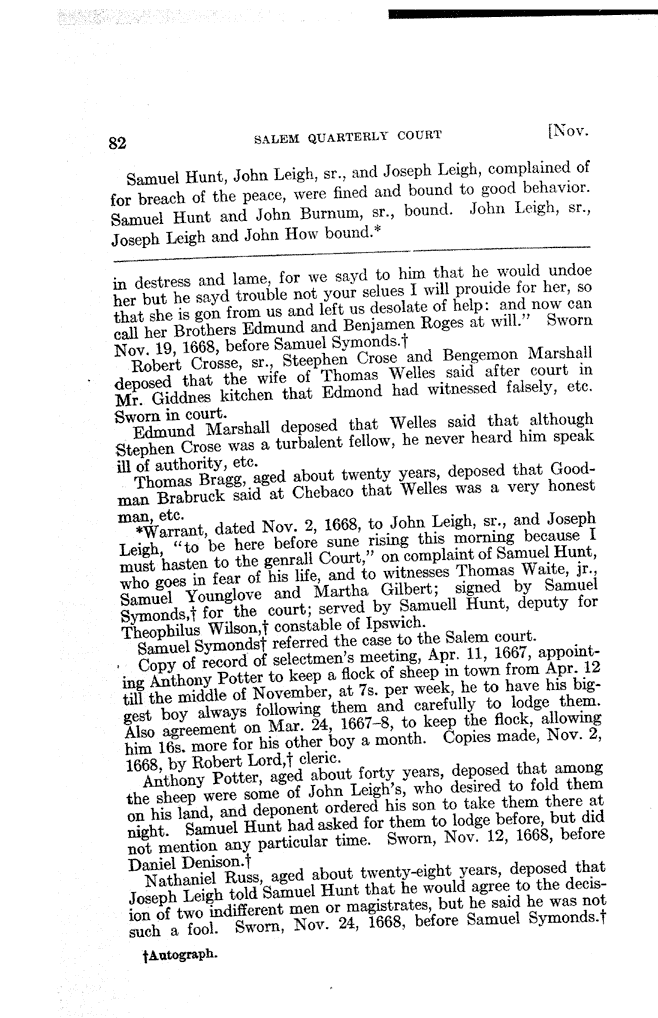 82 SALEM QUARTERLY COURT [Nov.
Samuel Hunt, John Leigh, sr., and Joseph Leigh, complained of
for breach of the peace, were fined and bound to good behavior.
Samuel Hunt and John Burnum, sr., bound. John Leigh, sr.,
Joseph Leigh and John How bound.*
in destress and lame, for we sayd to him that he would undoe
her but he sayd trouble not your selues I will prouide for her, so
that she is gon from us and left us desolate of help: and now can
call her Brothers Edmund and Benjamen Roges at will." Sworn
Nov. 19, 1668, before Samuel Symonds.†
Robert Crosse, sr., Steephen Crose and Bengemon Marshall
deposed that the wife of Thomas Welles said after court in
Mr. Giddnes kitchen that Edmond had witnessed falsely, etc.
Sworn in court.
Edmund Marshall deposed that Welles said that although
Stephen Crose was a turbalent fellow, he never heard him speak
ill of authority, etc.
Thomas Bragg, aged about twenty years, deposed that Good-
man Brabruck said at Chebaco that Welles was a very honest
man, etc.
*Warrant, dated Nov. 2, 1668, to John Leigh, sr., and Joseph
Leigh, "to be here before sune rising this morning because I
must hasten to the genrall Court," on complaint of Samuel Hunt,
who goes in fear of his life, and to witnesses Thomas Waite, jr.,
Samuel Younglove and Martha Gilbert; signed by Samuel
Symonds,† for the court; served by Samuell Hunt, deputy for
Theophilus Wilson,† constable of Ipswich.
Samuel Symonds† referred the case to the Salem court.
Copy of record of selectmen's meeting, Apr. 11, 1667, appoint-
ing Anthony Potter to keep a flock of sheep in town from Apr. 12
till the middle of November, at 7s. per week, he to have his big-
gest boy always following them and carefully to lodge them.
Also agreement on Mar. 24, 1667-8, to keep the flock, allowing
him 16s. more for his other boy a month. Copies made, Nov. 2,
1668, by Robert Lord,† cleric.
Anthony Potter, aged about forty years, deposed that among
the sheep were some of John Leigh's, who desired to fold them
on his land, and deponent ordered his son to take them there at
night. Samuel Hunt had asked for them to lodge before, but did
not mention any particular time. Sworn, Nov. 12, 1668, before
Daniel Denison.†
Nathaniel Russ, aged about twenty-eight years, deposed that
Joseph Leigh told Samuel Hunt that he would agree to the decis-
ion of two indifferent men or magistrates, but he said he was not
such a fool. Sworn, Nov. 24, 1668, before Samuel Symonds.†
†Autograph.